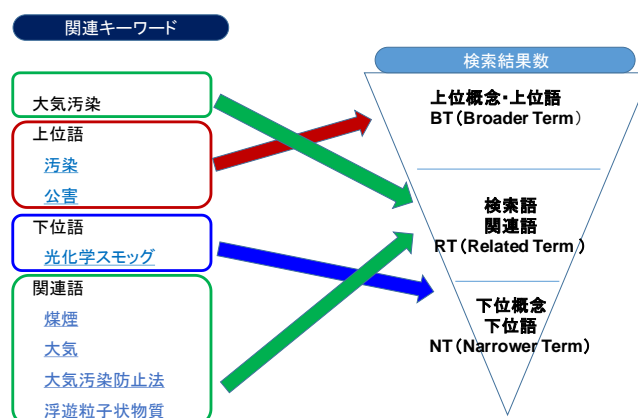 関連キーワード
大気汚染
上位語
汚染
公害
下位語
光化学スモッグ
関連語
煤煙
大気
大気汚染防止法
浮遊粒子状物質
検索結果数
上位概念・上位語
BT(Broader Term)
検索語
関連語
RT(Related Term)
下位概念
下位語
NT(Narrower Term)